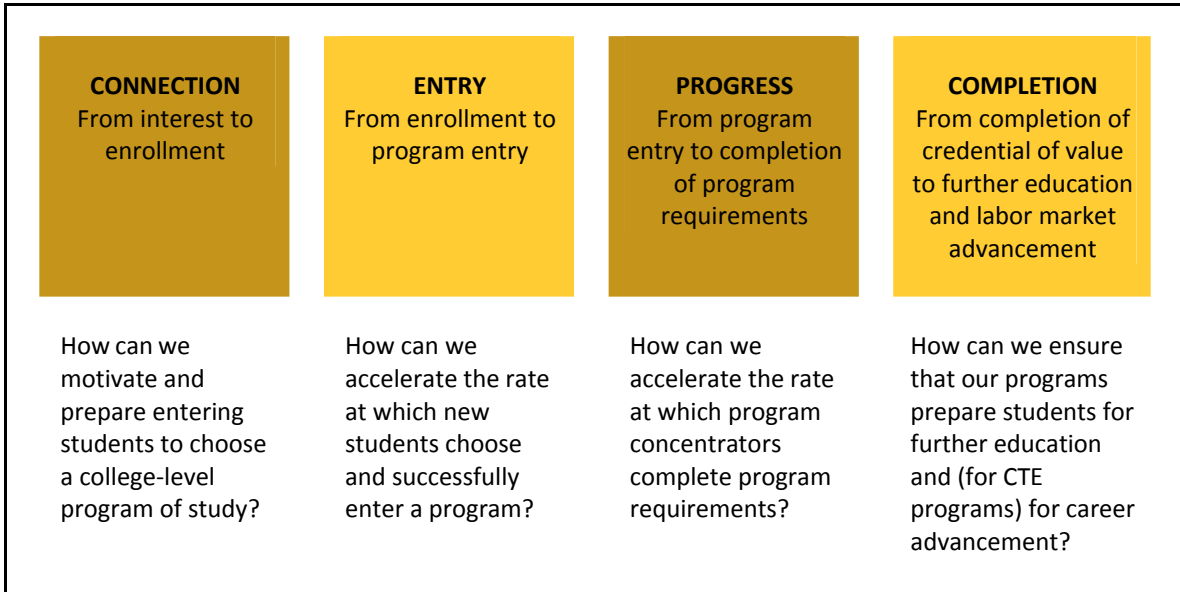 CONNECTION
From interest to
enrollment
ENTRY
From enrollment to
program entry
PROGRESS
From program
entry to completion
of program
requirements
COMPLETION
From completion of
credential of value
to further education
and labor market
advancement
How can we
motivate and
prepare entering
students to choose
a college-level
program of study?
How can we
accelerate the rate
at which new
students choose
and successfully
enter a program?
How can we
accelerate the rate
at which program
concentrators
complete program
requirements?
How can we ensure
that our programs
prepare students for
further education
and (for CTE
programs) for career
advancement?